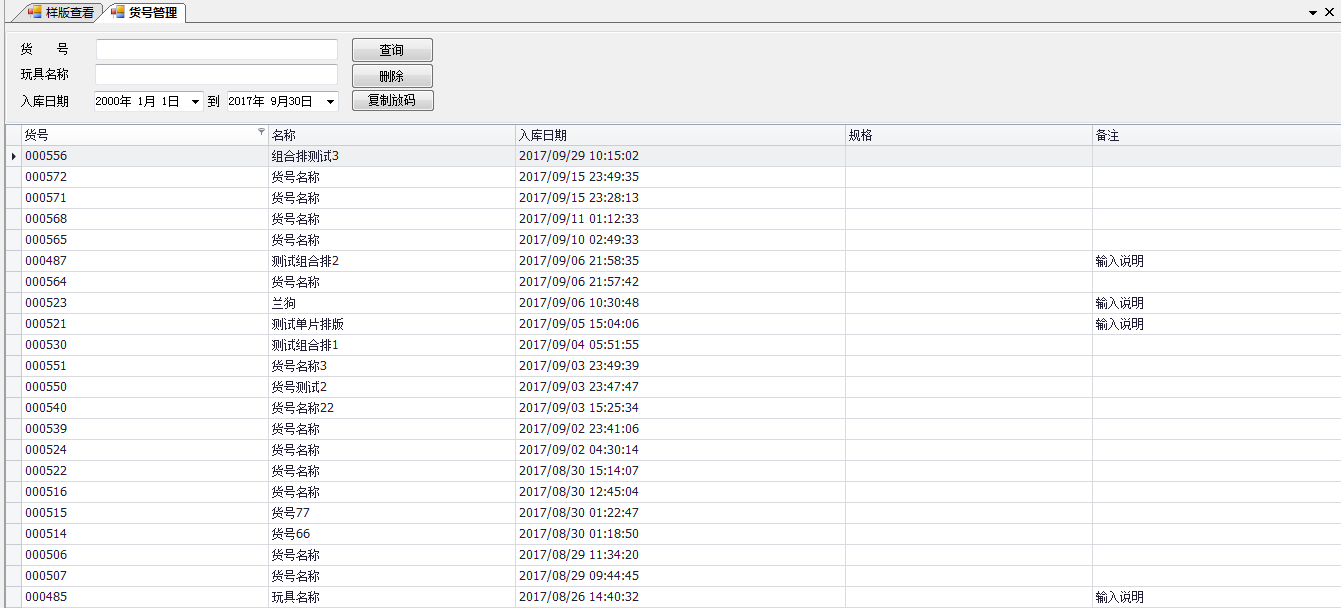 样版查看 货号管理
货 号 查询
玩具名称 删除
入库日期 2000年 1月 1日 到 2017年 9月30日 复制放码
货号 名称 入库日期 规格 备注
000556 组合排测试3 2017/09/29 10:15:02
000572 货号名称 2017/09/15 23:49:35
000571 货号名称 2017/09/15 23:28:13
000568 货号名称 2017/09/11 01:12:33
000565 货号名称 2017/09/10 02:49:33
000487 测试组合排2 2017/09/06 21:58:35 输入说明
000564 货号名称 2017/09/06 21:57:42
000523 兰狗 2017/09/06 10:30:48 输入说明
000521 测试单片排版 2017/09/05 15:04:06 输入说明
000530 测试组合排1 2017/09/04 05:51:55
000551 货号名称3 2017/09/03 23:49:39
000550 货号测试2 2017/09/03 23:47:47
000540 货号名称22 2017/09/03 15:25:34
000539 货号名称 2017/09/02 23:41:06
000524 货号名称 2017/09/02 04:30:14
000522 货号名称 2017/08/30 15:14:07
000516 货号名称 2017/08/30 12:45:04
000515 货号77 2017/08/30 01:22:47
000514 货号66 2017/08/30 01:18:50
000506 货号名称 2017/08/29 11:34:20
000507 货号名称 2017/08/29 09:44:45
000485 玩具名称 2017/08/26 14:40:32 输入说明